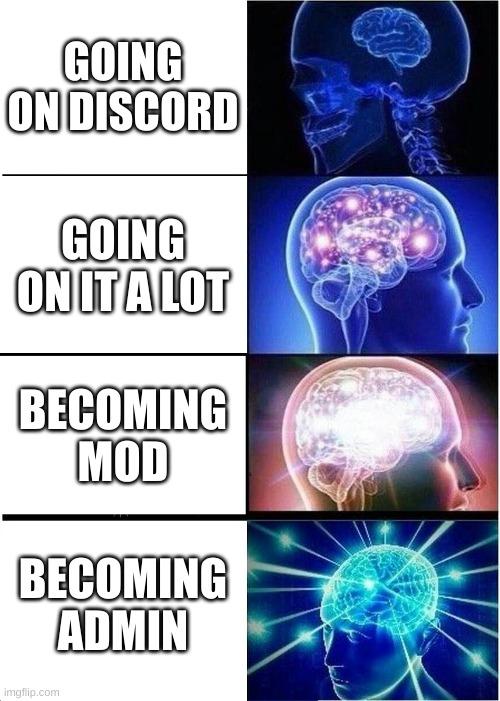 GOING
ON DISCORD
GOING
ON IT A LOT
BECOMING
MOD
BECOMING
ADMIN
imgflip.com